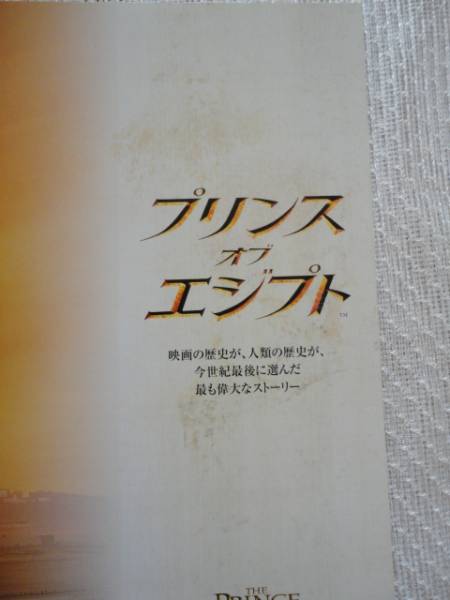 プリンス
オブ
エジプト
TM
映画の歴史が、人類の歴史が、
今世紀最後に選んだ
最も偉大なストーリー
THE
PRINCE